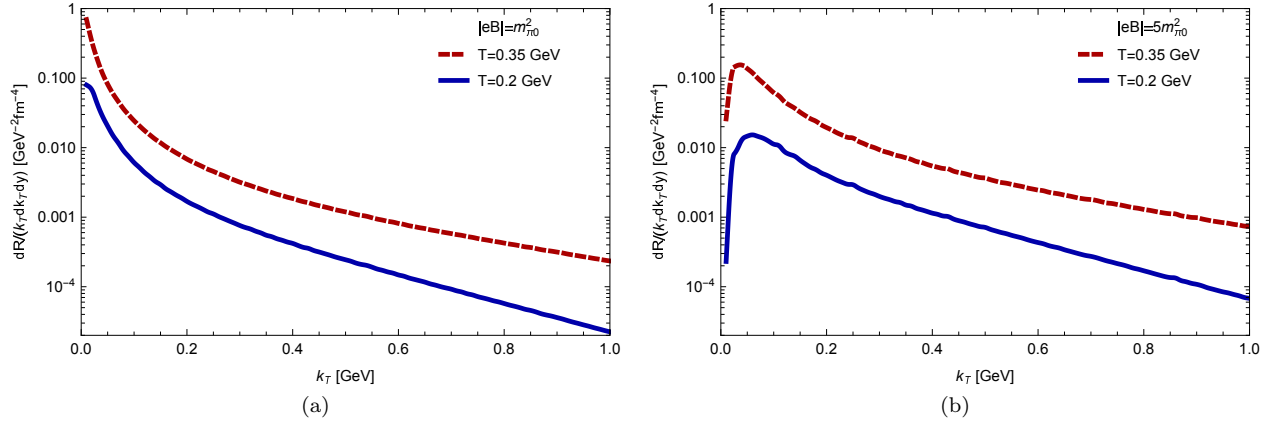 |eB|=m²π0
T=0.35 GeV
T=0.2 GeV
dR/(kTdkTdy) [GeV⁻²fm⁻⁴]
1
0.100
0.010
0.001
10⁻⁴
0.0 0.2 0.4 0.6 0.8 1.0
kT [GeV]
(a)
|eB|=5m²π0
T=0.35 GeV
T=0.2 GeV
dR/(kTdkTdy) [GeV⁻²fm⁻⁴]
1
0.100
0.010
0.001
10⁻⁴
0.0 0.2 0.4 0.6 0.8 1.0
kT [GeV]
(b)